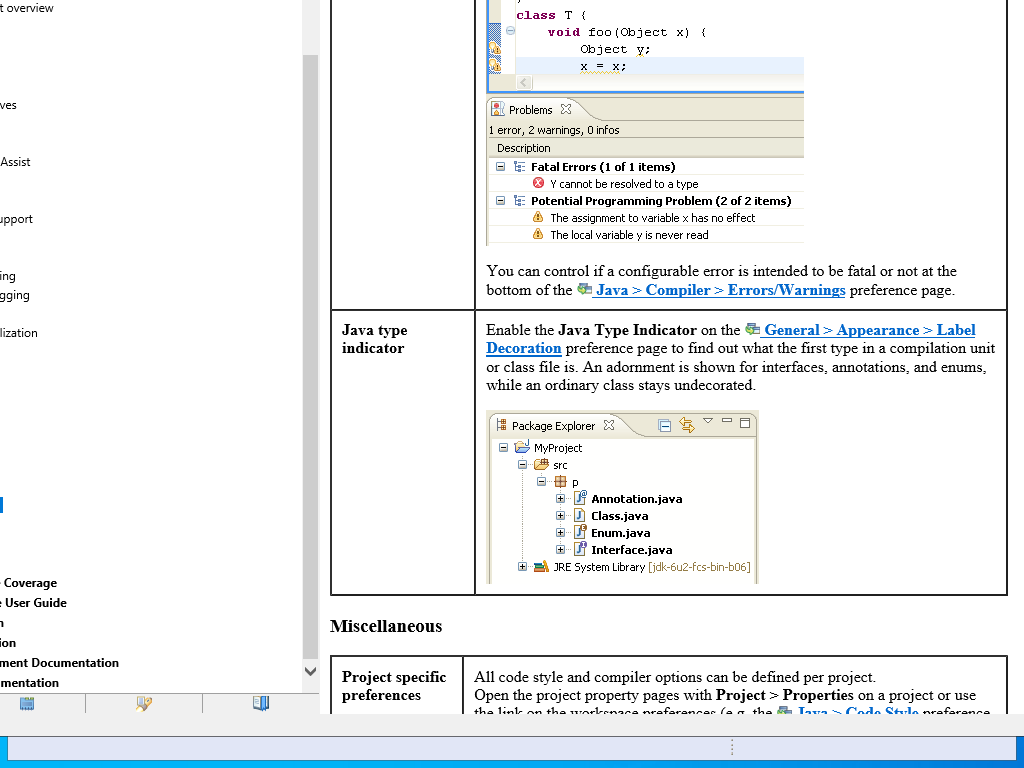 t overview
ves
Assist
upport
ing
gging
lization
Coverage
User Guide
n
ion
ment Documentation
mentation
class T {
void foo(Object x) {
Object y;
x = x;
Problems
1 error, 2 warnings, 0 infos
Description
Fatal Errors (1 of 1 items)
Y cannot be resolved to a type
Potential Programming Problem (2 of 2 items)
The assignment to variable x has no effect
The local variable y is never read
You can control if a configurable error is intended to be fatal or not at the
bottom of the Java > Compiler > Errors/Warnings preference page.
Java type
indicator
Enable the Java Type Indicator on the General > Appearance > Label
Decoration preference page to find out what the first type in a compilation unit
or class file is. An adornment is shown for interfaces, annotations, and enums,
while an ordinary class stays undecorated.
Package Explorer
MyProject
src
p
Annotation.java
Class.java
Enum.java
Interface.java
JRE System Library [jdk-6u2-fcs-bin-b06]
Miscellaneous
Project specific
preferences
All code style and compiler options can be defined per project.
Open the project property pages with Project > Properties on a project or use
the link on the workspace preferences (e.g. the Java > Code Style preference